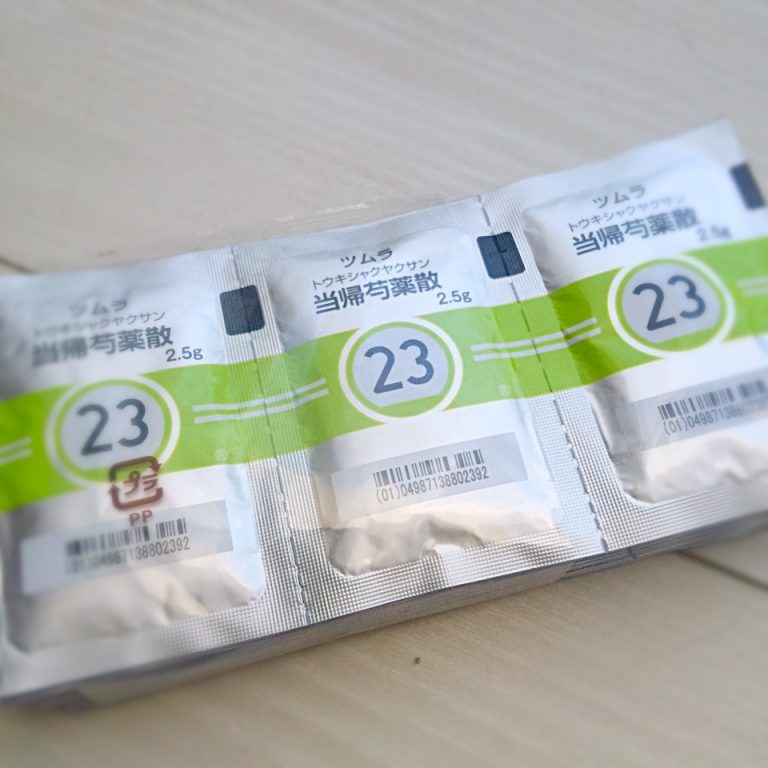 ツムラ
トウキシャクヤクサン
当帰芍薬散
2.5g
23
プラ
PP
(01)04987138802392
ツムラ
トウキシャクヤクサン
当帰芍薬散
2.5g
23
®
(01)04987138802392
ツムラ
トウキシャクヤクサン
当帰芍薬散
2.5g
23